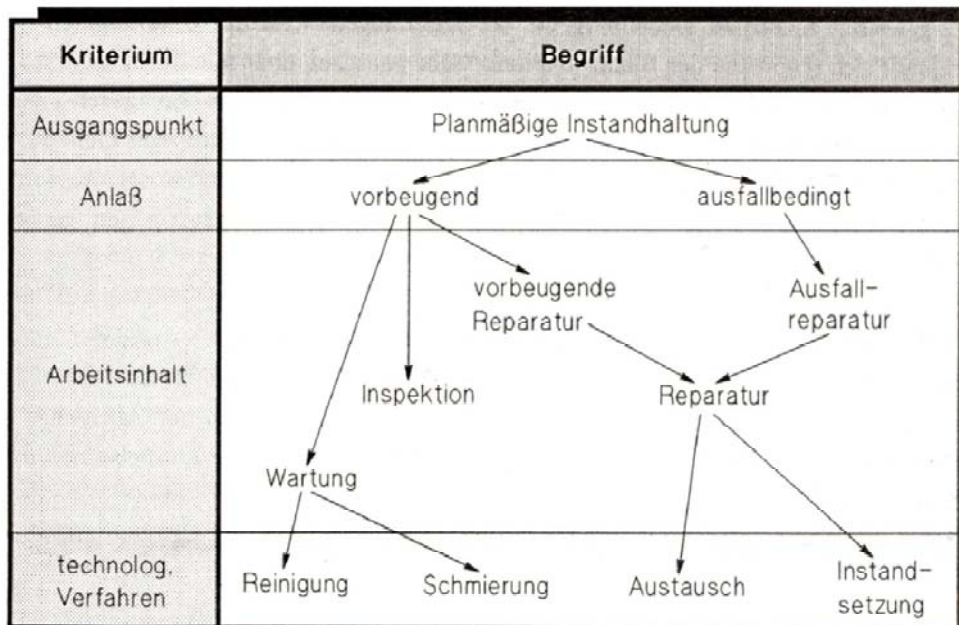 Kriterium
Begriff
Ausgangspunkt
Planmäßige Instandhaltung
Anlaß
vorbeugend
ausfallbedingt
Arbeitsinhalt
vorbeugende
Reparatur
Ausfall-
reparatur
Inspektion
Reparatur
Wartung
technolog.
Verfahren
Reinigung
Schmierung
Austausch
Instand-
setzung